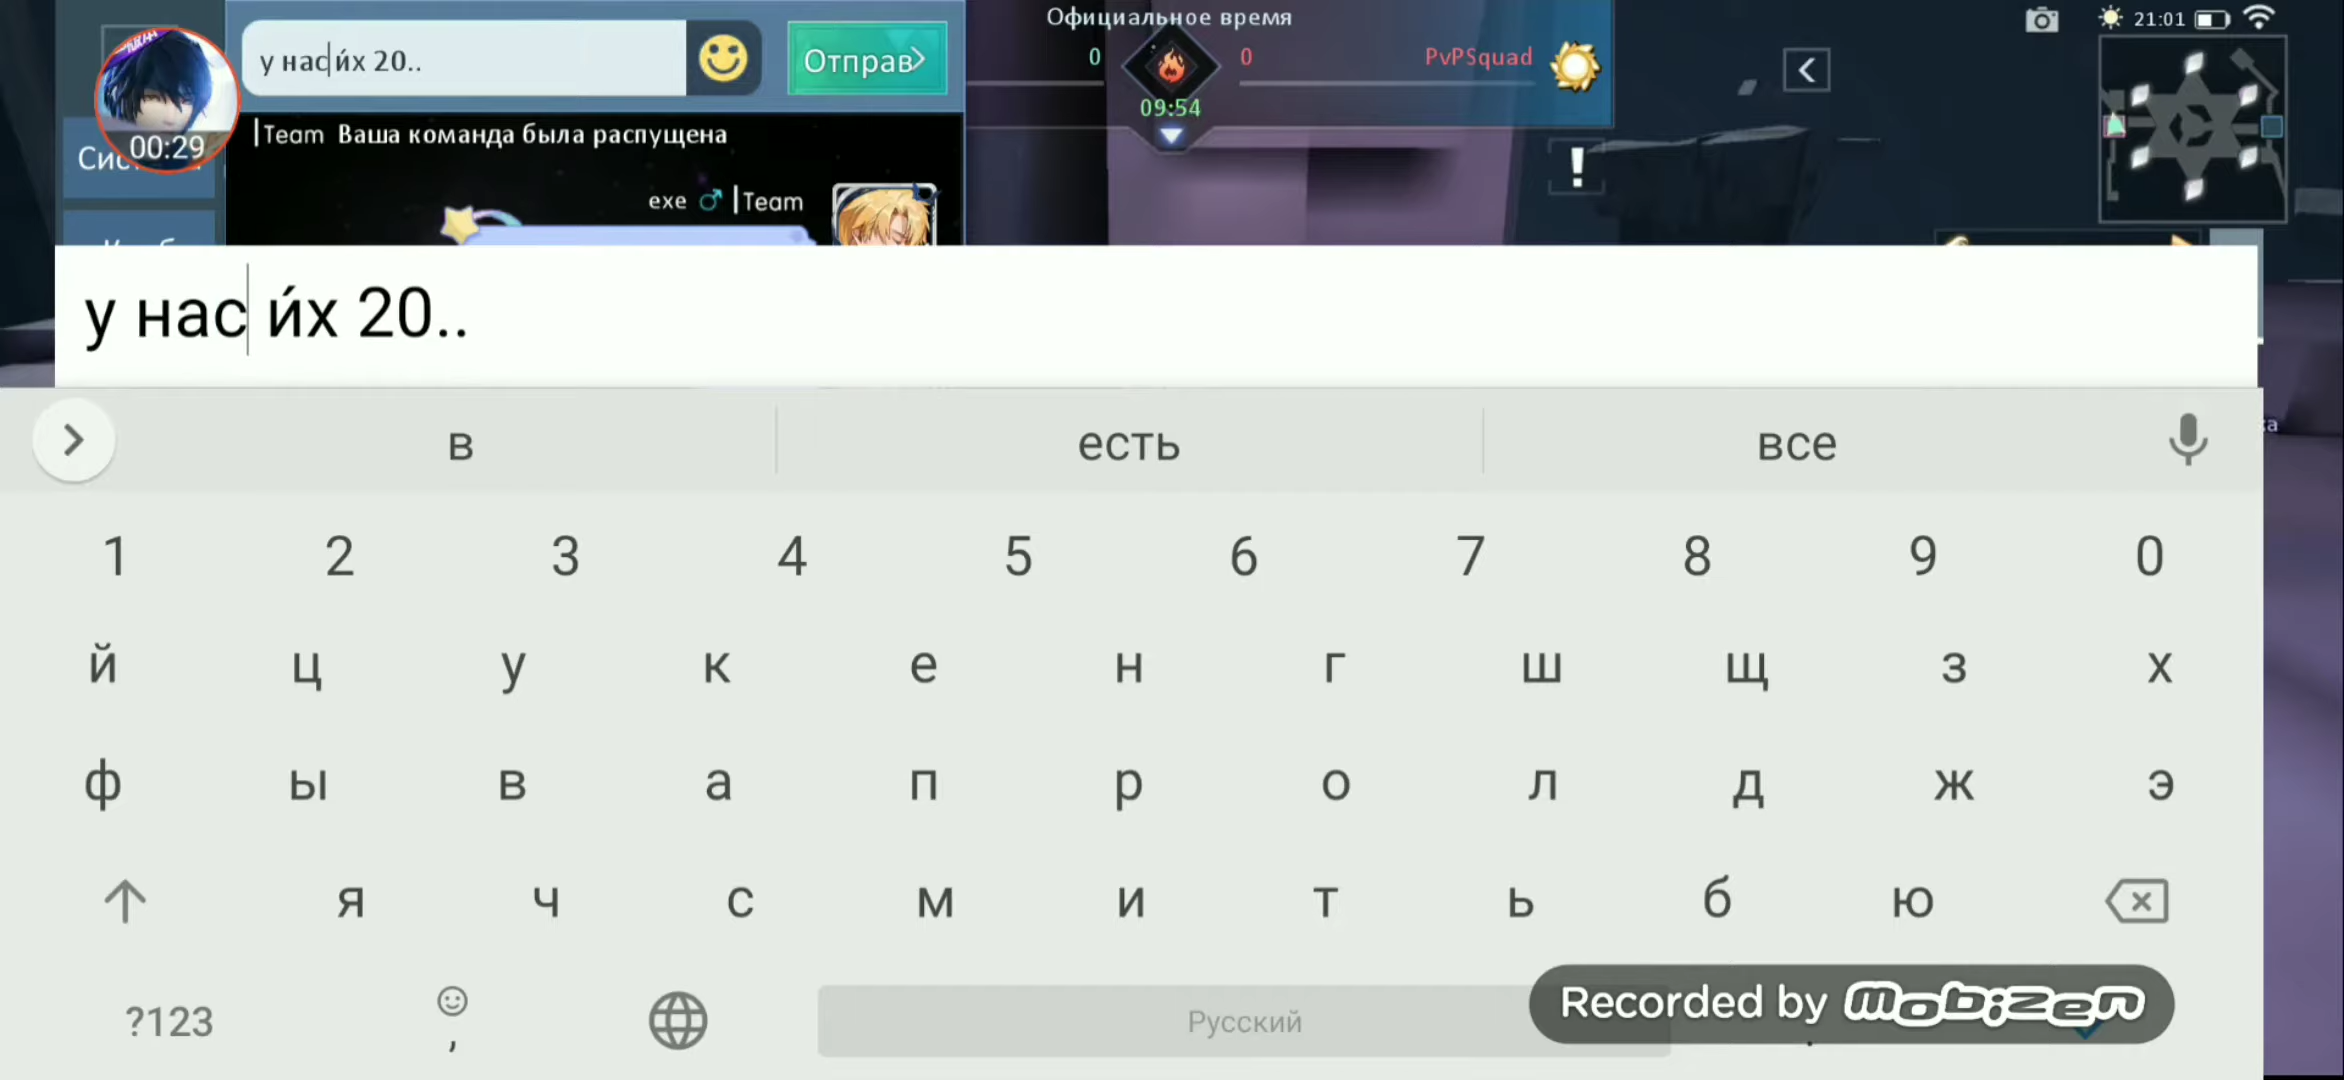 Официальное время
21:01
у нас и́х 20..
Отправ
0
0
PvPSquad
09:54
00:29
|Team Ваша команда была распущена
exe ♂ |Team
у нас и́х 20..
в есть все
1 2 3 4 5 6 7 8 9 0
й ц у к е н г ш щ з х
ф ы в а п р о л д ж э
я ч с м и т ь б ю
?123 , Русский .
Recorded by mobizen